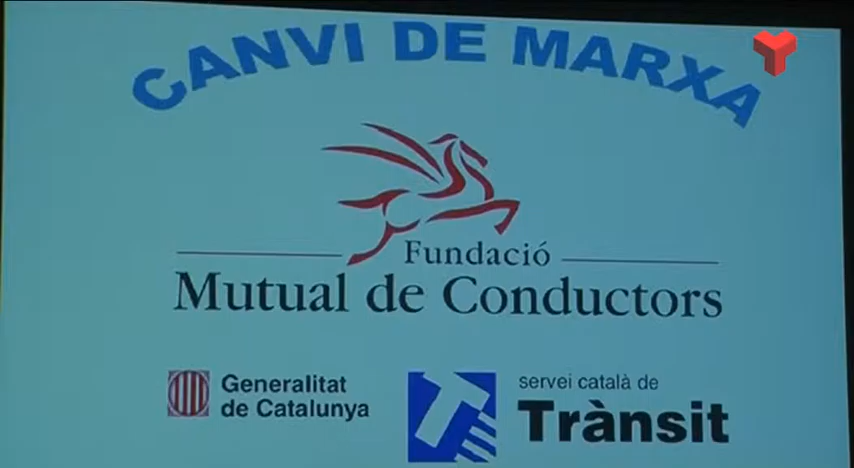 CANVI DE MARXA
Fundació
Mutual de Conductors
Generalitat
de Catalunya
servei català de
Trànsit